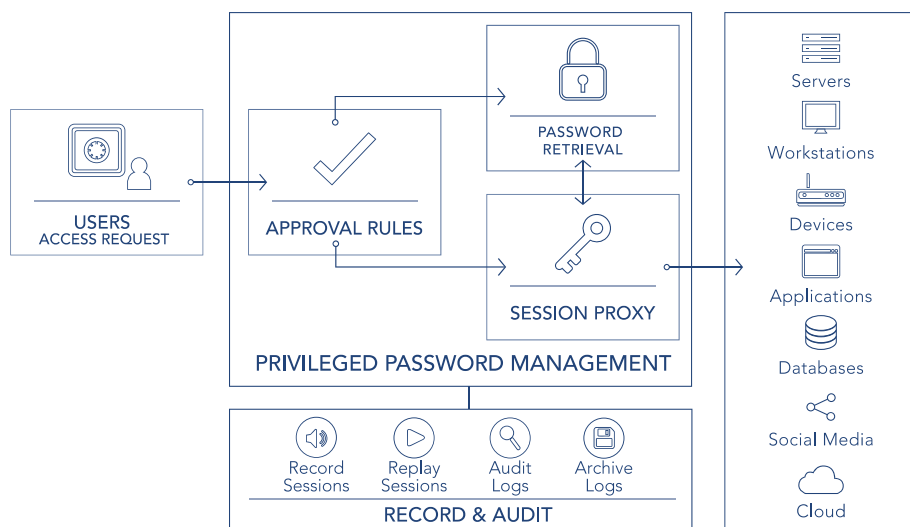 USERS
ACCESS REQUEST
APPROVAL RULES
PASSWORD
RETRIEVAL
SESSION PROXY
PRIVILEGED PASSWORD MANAGEMENT
Record
Sessions
Replay
Sessions
Audit
Logs
Archive
Logs
RECORD & AUDIT
Servers
Workstations
Devices
Applications
Databases
Social Media
Cloud